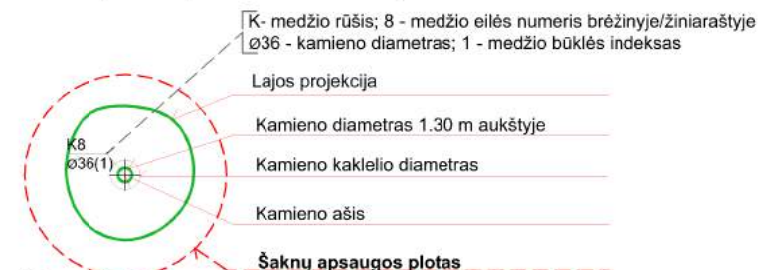 K- medžio rūšis; 8 - medžio eilės numeris brėžinyje/žiniaraštyje
Ø36 - kamieno diametras; 1 - medžio būklės indeksas
Lajos projekcija
Kamieno diametras 1.30 m aukštyje
K8
Ø36(1)
Kamieno kaklelio diametras
Kamieno ašis
Šaknų apsaugos plotas